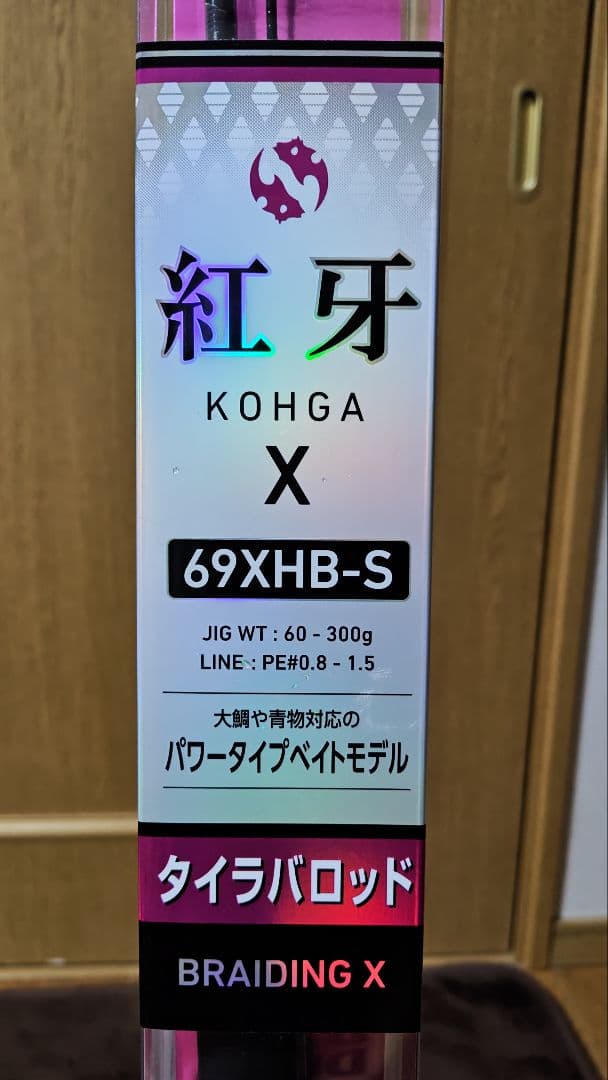 紅牙
KOHGA
X
69XHB-S
JIG WT : 60 - 300g
LINE : PE#0.8 - 1.5
大鯛や青物対応の
パワータイプベイトモデル
タイラバロッド
BRAIDING X